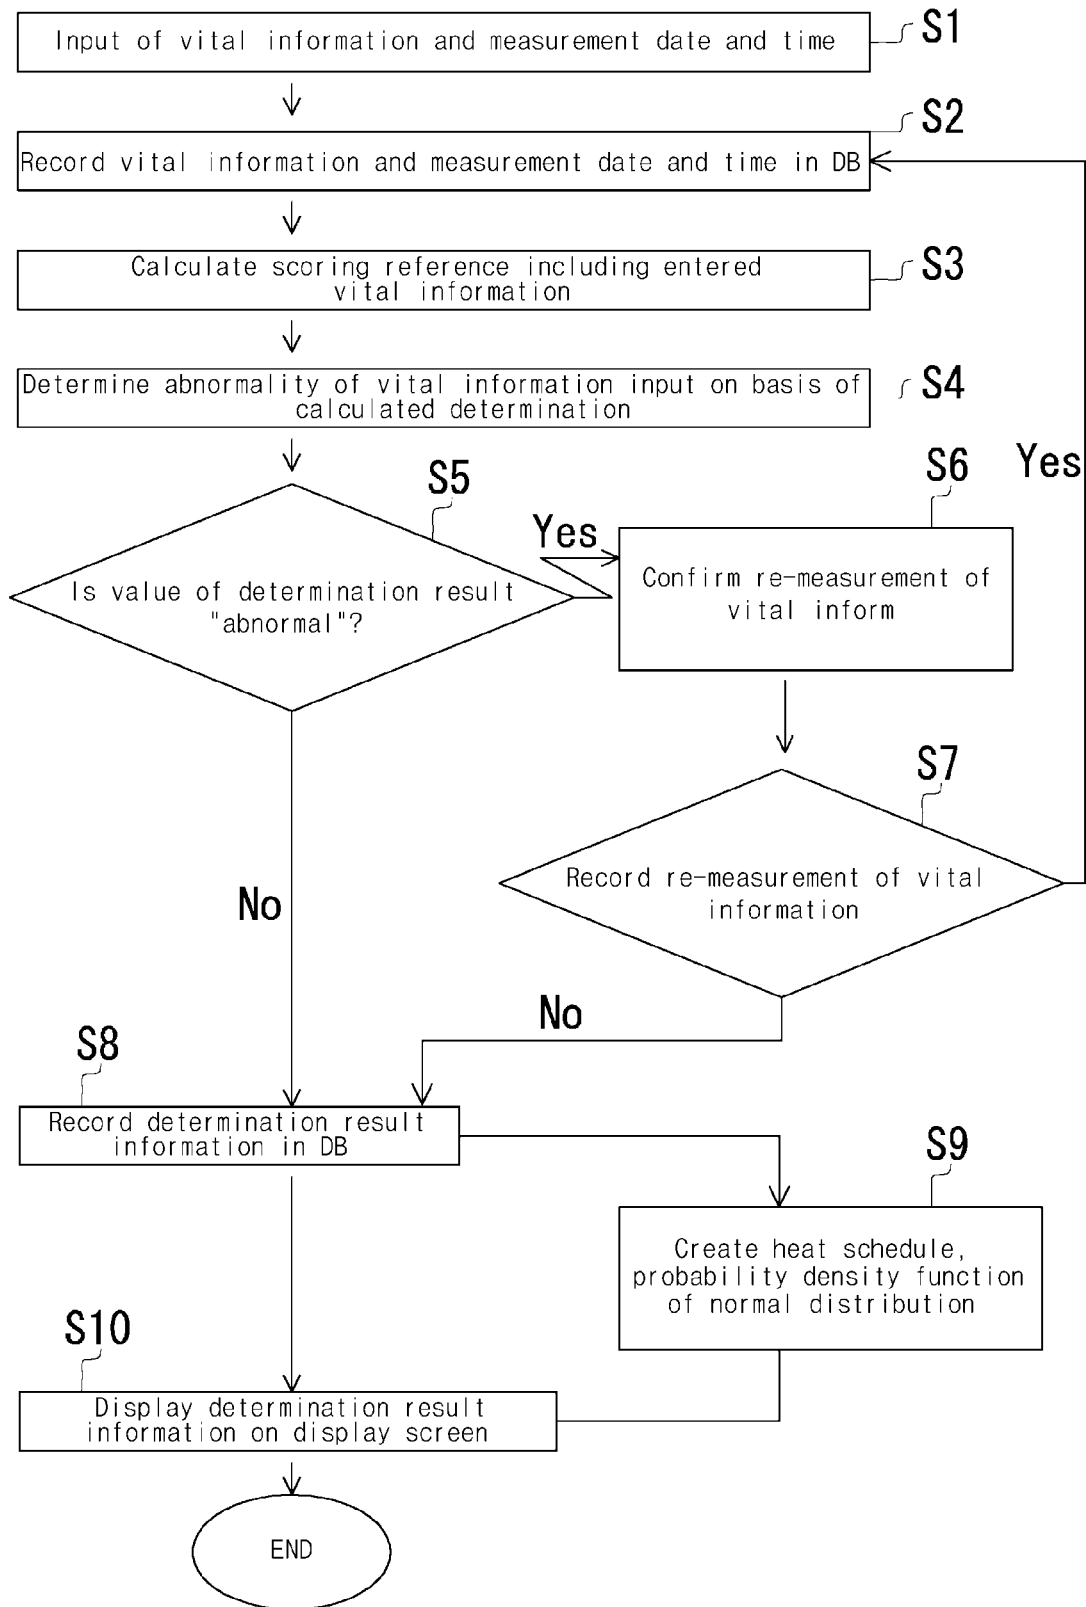 Input of vital information and measurement date and time
S1
S2
Record vital information and measurement date and time in DB
Calculate scoring reference including entered
vital information
S3
Determine abnormality of vital information input on basis of
calculated determination
S4
S5
S6
Yes
Yes
Is value of determination result
"abnormal"?
Confirm re-measurement of
vital inform
S7
Record re-measurement of vital
information
No
No
S8
Record determination result
information in DB
S9
Create heat schedule,
probability density function
of normal distribution
S10
Display determination result
information on display screen
END